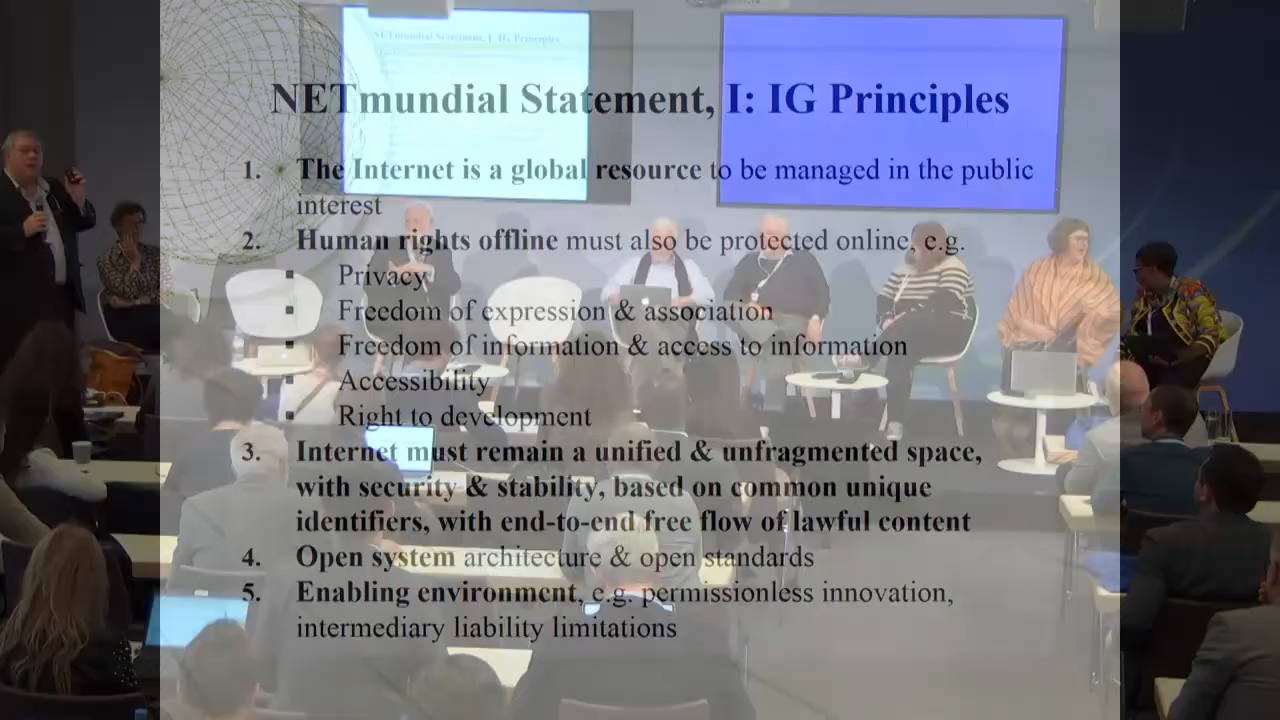 NETmundial Statement, I: IG Principles
NETmundial Statement, I: IG Principles
1. The Internet is a global resource to be managed in the public
interest
2. Human rights offline must also be protected online, e.g.
▪ Privacy
▪ Freedom of expression & association
▪ Freedom of information & access to information
▪ Accessibility
▪ Right to development
3. Internet must remain a unified & unfragmented space,
with security & stability, based on common unique
identifiers, with end-to-end free flow of lawful content
4. Open system architecture & open standards
5. Enabling environment, e.g. permissionless innovation,
intermediary liability limitations